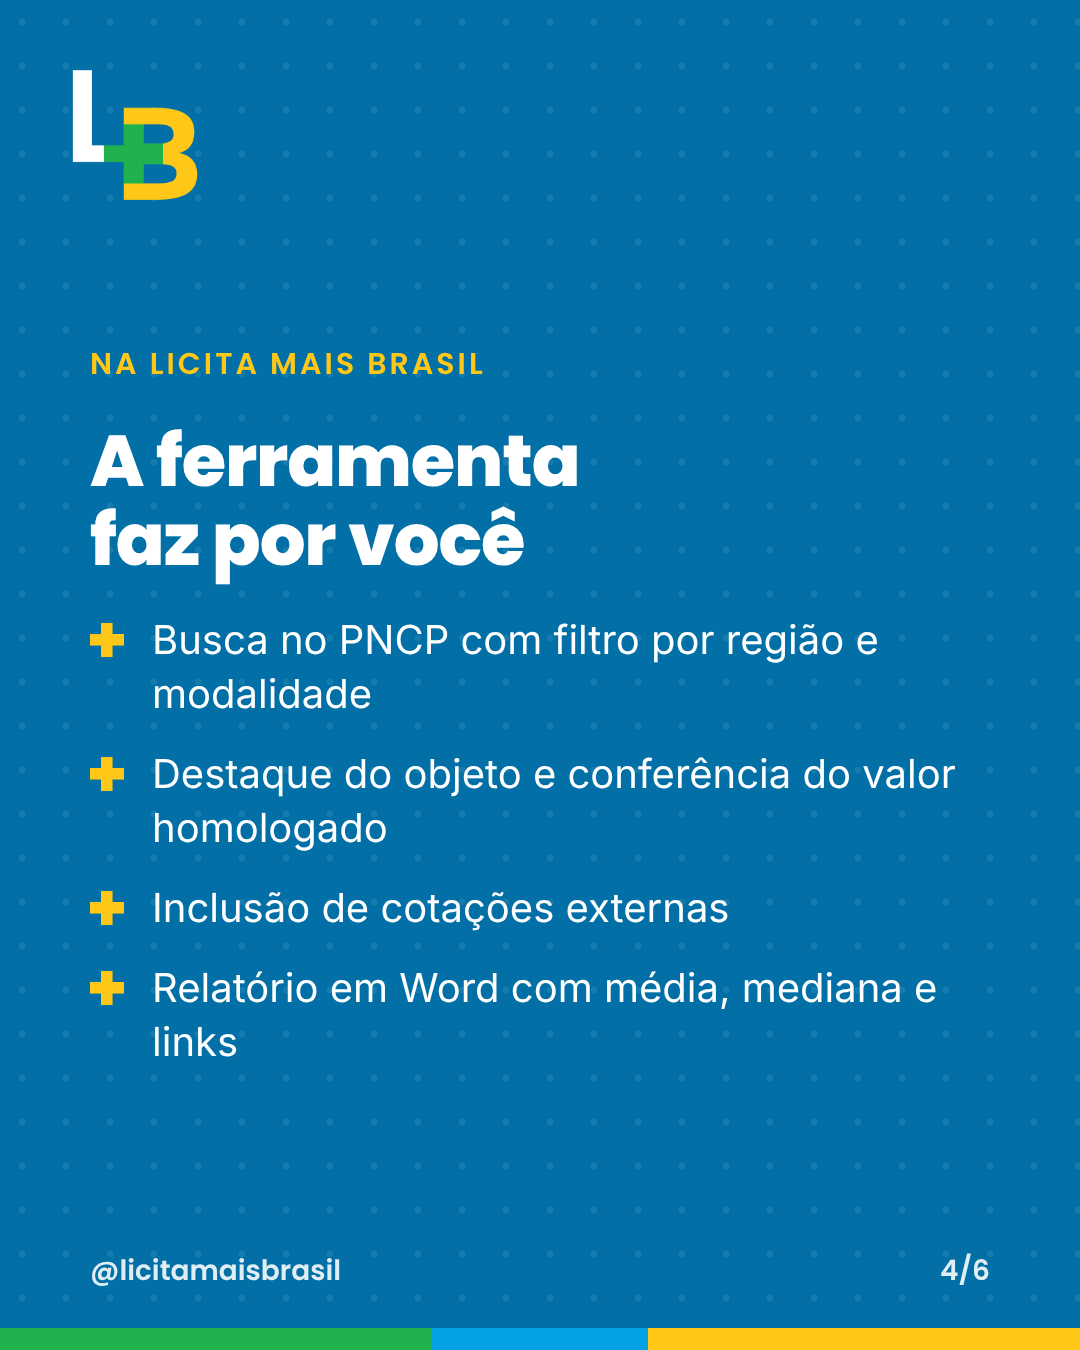 L+B
NA LICITA MAIS BRASIL
A ferramenta
faz por você
Busca no PNCP com filtro por região e
modalidade
Destaque do objeto e conferência do valor
homologado
Inclusão de cotações externas
Relatório em Word com média, mediana e
links
@licitamaisbrasil
4/6